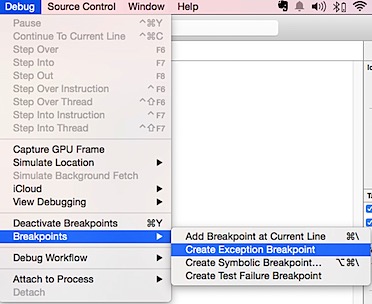 Debug Source Control Window Help
Pause ^⌘Y
Continue To Current Line ^⌘C
Step Over F6
Step Into F7
Step Out F8
Step Over Instruction ^F6
Step Over Thread ^⇧F6
Step Into Instruction ^F7
Step Into Thread ^⇧F7
Capture GPU Frame
Simulate Location
Simulate Background Fetch
iCloud
View Debugging
Deactivate Breakpoints ⌘Y
Breakpoints
Add Breakpoint at Current Line ⌘\
Create Exception Breakpoint
Create Symbolic Breakpoint... ⌥⌘\
Create Test Failure Breakpoint
Debug Workflow
Attach to Process
Detach